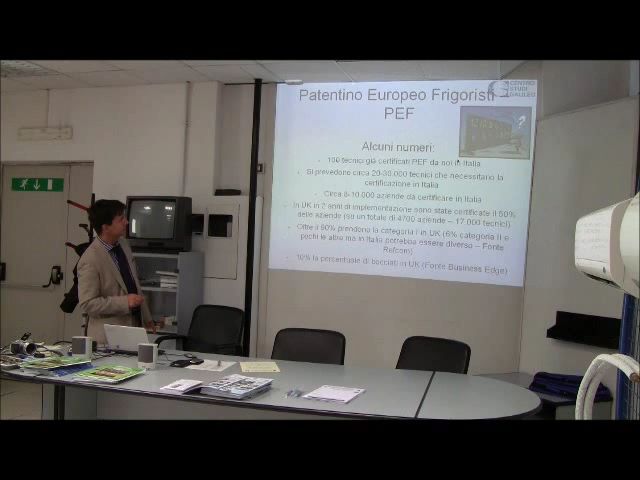 CENTRO
STUDI
GALILEO
Patentino Europeo Frigoristi
PEF
Alcuni numeri:
100 tecnici già certificati PEF da noi in Italia
Si prevedono circa 20-30.000 tecnici che necessitano la
certificazione in Italia
Circa 8-10.000 aziende da certificare in Italia
In UK in 2 anni di implementazione sono state certificate il 50%
delle aziende (su un totale di 4700 aziende – 17.000 tecnici)
Oltre il 90% prendono la categoria I in UK (6% categoria II e
pochi le altre ma in Italia potrebbe essere diverso – Fonte
Refcom)
10% la percentuale di bocciati in UK (Fonte Business Edge)